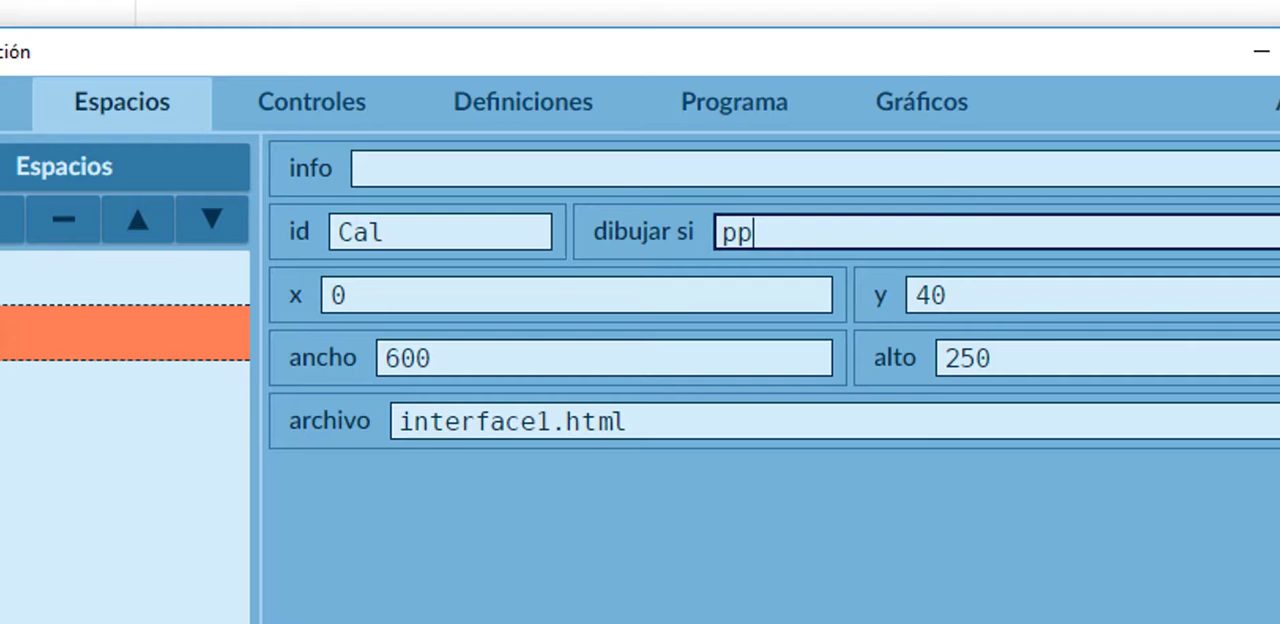 ción
Espacios Controles Definiciones Programa Gráficos
Espacios
info
id Cal dibujar si pp
x 0 y 40
ancho 600 alto 250
archivo interface1.html